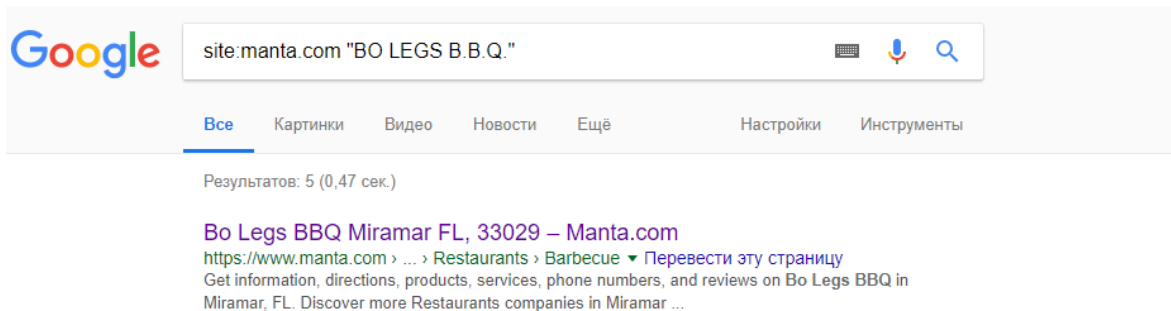 Google
site:manta.com "BO LEGS B.B.Q."
Все Картинки Видео Новости Ещё Настройки Инструменты
Результатов: 5 (0,47 сек.)
Bo Legs BBQ Miramar FL, 33029 – Manta.com
https://www.manta.com › ... › Restaurants › Barbecue ▼ Перевести эту страницу
Get information, directions, products, services, phone numbers, and reviews on Bo Legs BBQ in
Miramar, FL. Discover more Restaurants companies in Miramar ...